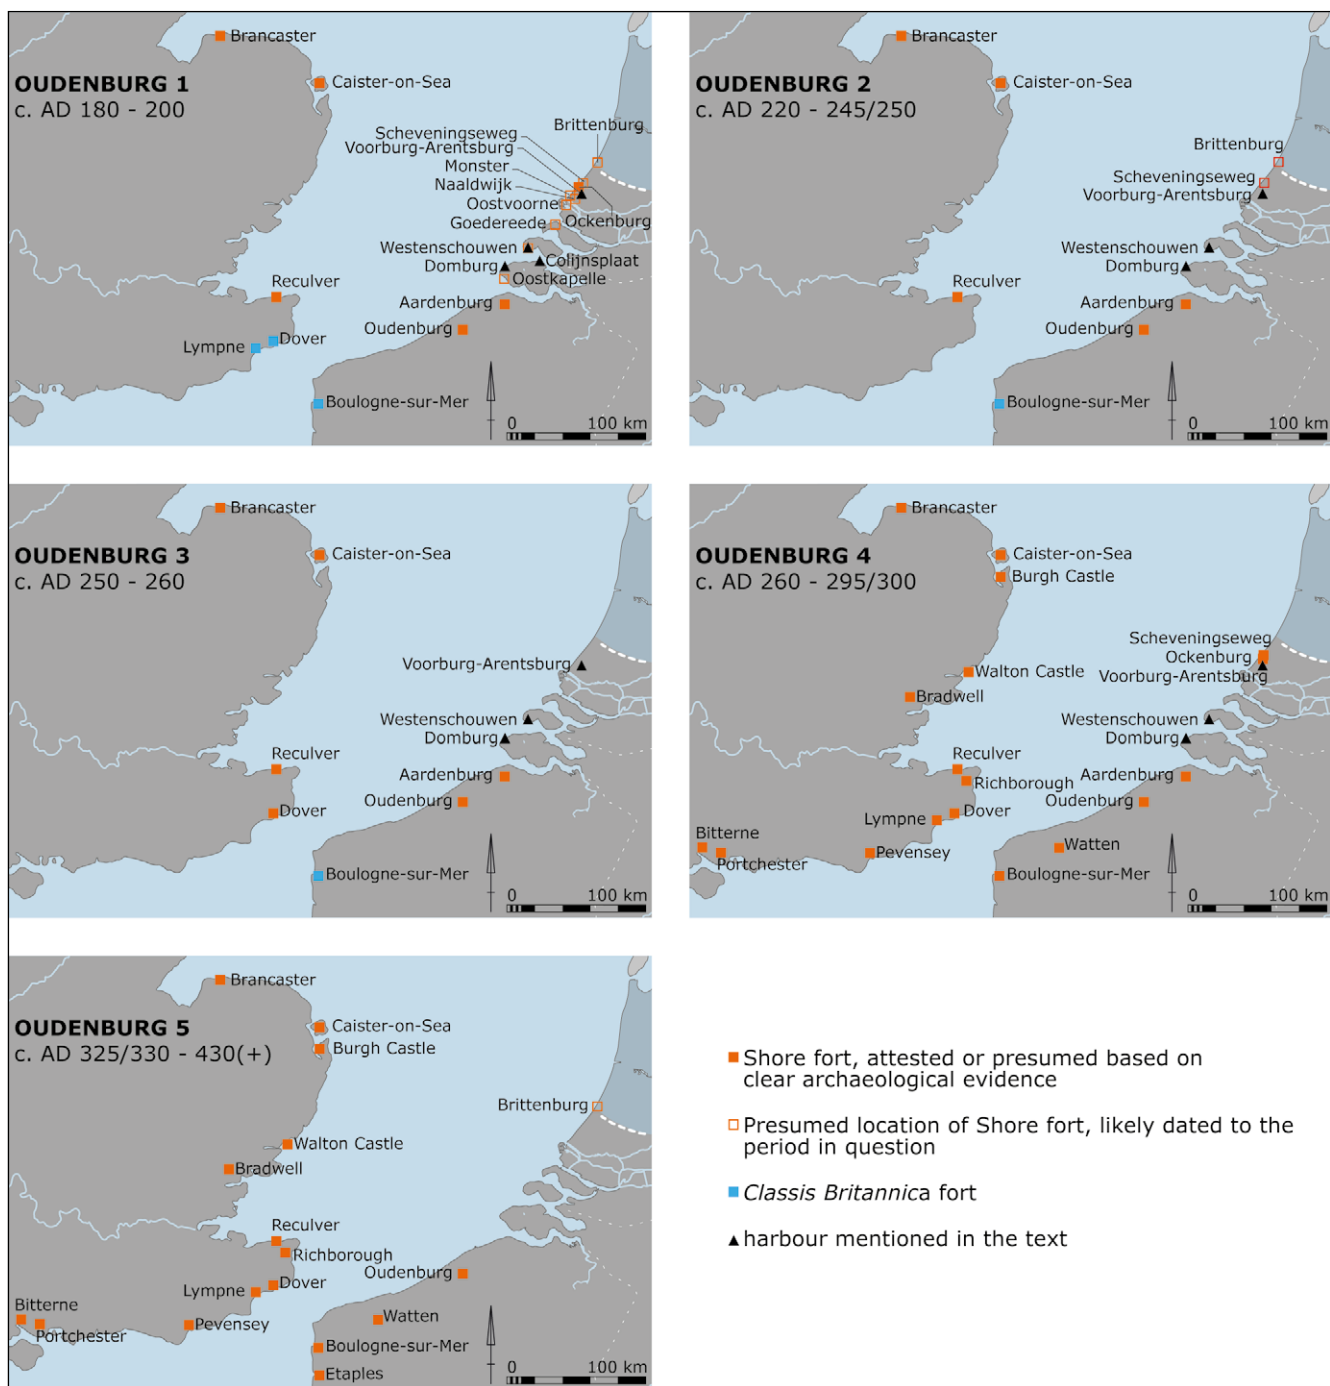 OUDENBURG 1
c. AD 180 - 200
Brancaster
Caister-on-Sea
Brittenburg
Scheveningseweg
Voorburg-Arentsburg
Monster
Naaldwijk
Oostvoorne
Ockenburg
Goedereede
Westenschouwen
Colijnsplaat
Domburg
Oostkapelle
Reculver
Aardenburg
Oudenburg
Dover
Lympne
Boulogne-sur-Mer
0 100 km
OUDENBURG 2
c. AD 220 - 245/250
Brancaster
Caister-on-Sea
Brittenburg
Scheveningseweg
Voorburg-Arentsburg
Westenschouwen
Domburg
Reculver
Aardenburg
Oudenburg
Boulogne-sur-Mer
0 100 km
OUDENBURG 3
c. AD 250 - 260
Brancaster
Caister-on-Sea
Voorburg-Arentsburg
Westenschouwen
Domburg
Reculver
Aardenburg
Oudenburg
Dover
Boulogne-sur-Mer
0 100 km
OUDENBURG 4
c. AD 260 - 295/300
Brancaster
Caister-on-Sea
Burgh Castle
Scheveningseweg
Ockenburg
Voorburg-Arentsburg
Walton Castle
Bradwell
Westenschouwen
Domburg
Reculver
Richborough
Aardenburg
Oudenburg
Dover
Lympne
Bitterne
Portchester
Pevensey
Watten
Boulogne-sur-Mer
0 100 km
OUDENBURG 5
c. AD 325/330 - 430(+)
Brancaster
Caister-on-Sea
Burgh Castle
Brittenburg
Walton Castle
Bradwell
Reculver
Richborough
Oudenburg
Dover
Lympne
Bitterne
Portchester
Pevensey
Watten
Boulogne-sur-Mer
Etaples
0 100 km
Shore fort, attested or presumed based on
clear archaeological evidence
Presumed location of Shore fort, likely dated to the
period in question
Classis Britannica fort
harbour mentioned in the text